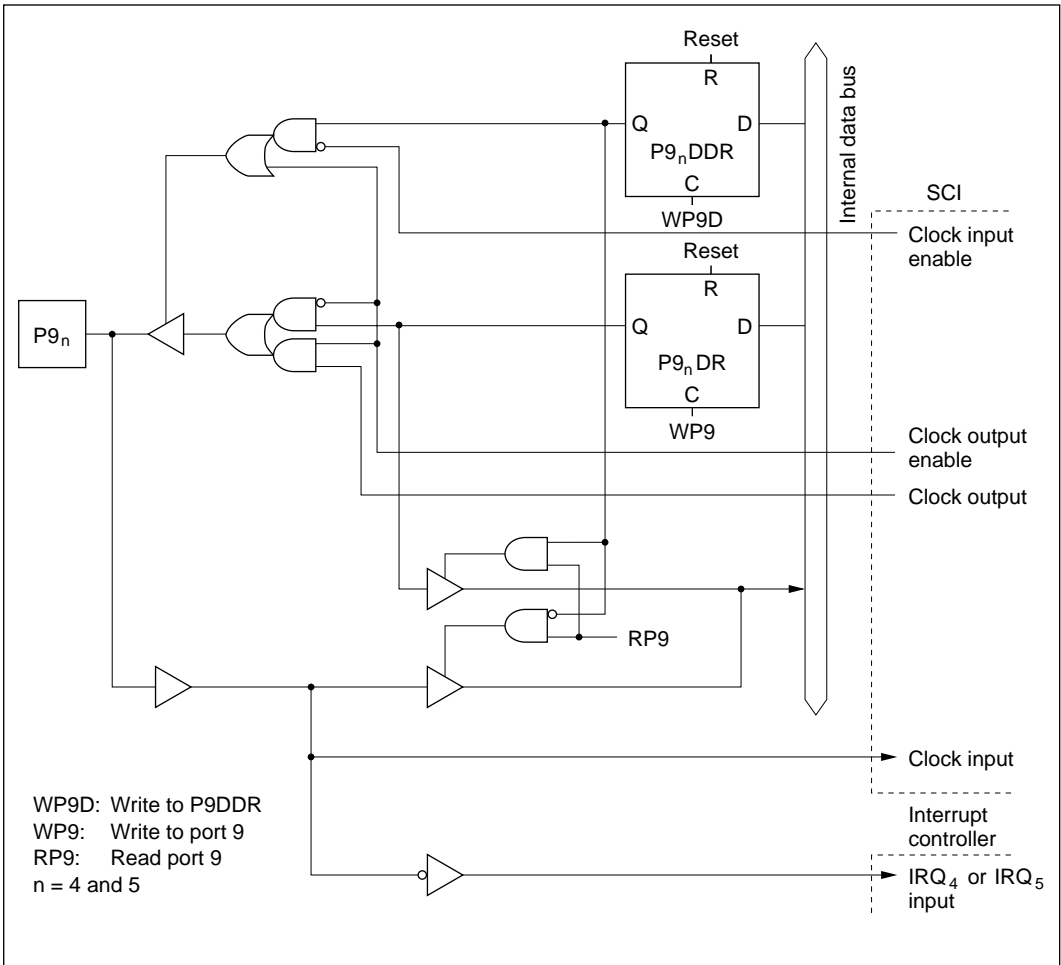 Reset
R
Q
D
P9nDDR
C
WP9D
Internal data bus
SCI
Clock input
enable
Reset
R
Q
D
P9nDR
C
WP9
P9n
Clock output
enable
Clock output
RP9
Clock input
WP9D: Write to P9DDR
WP9: Write to port 9
RP9: Read port 9
n = 4 and 5
Interrupt
controller
IRQ4 or IRQ5
input